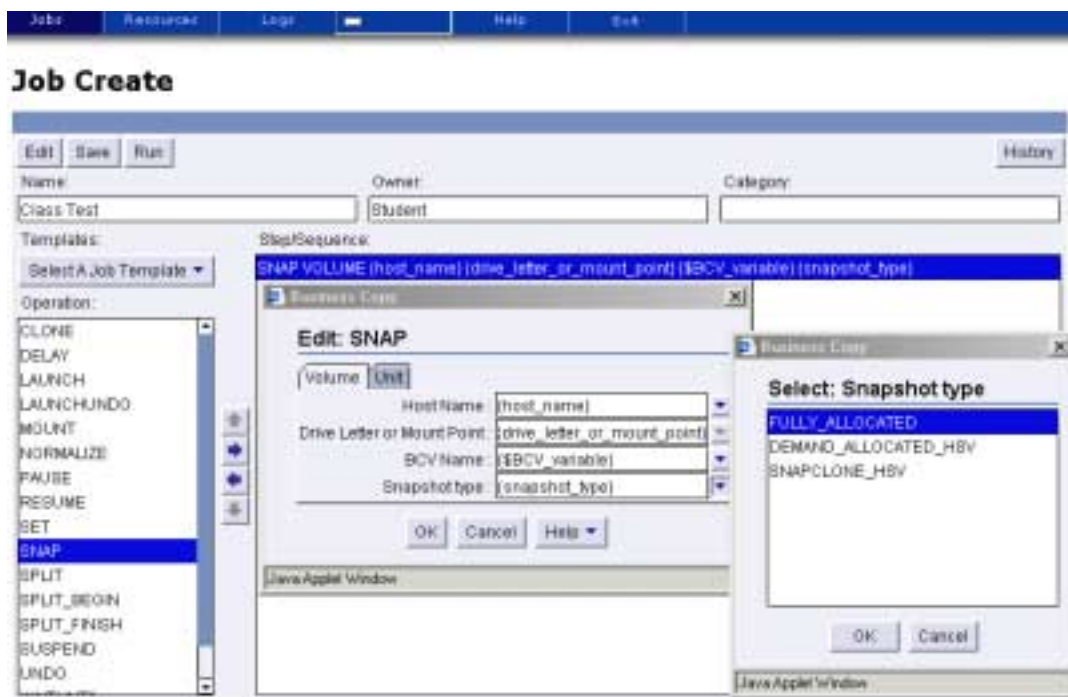 Jobs Resources Logs Help Exit
Job Create
Edit Save Run History
Name: Owner: Category:
Class Test Student
Templates: Step/Sequence:
Select A Job Template
SNAP VOLUME (host_name) (drive_letter_or_mount_point) ($BCV_variable) (snapshot_type)
Operation:
CLONE
DELAY
LAUNCH
LAUNCHUNDO
MOUNT
NORMALIZE
PAUSE
RESUME
SET
SNAP
SPLIT
SPLIT_BEGIN
SPLIT_FINISH
SUSPEND
UNDO
Business Copy
Edit: SNAP
Volume Unit
Host Name: (host_name)
Drive Letter or Mount Point: (drive_letter_or_mount_point)
BCV Name: ($BCV_variable)
Snapshot type: (snapshot_type)
OK Cancel Help
Java Applet Window
Business Copy
Select: Snapshot type
FULLY_ALLOCATED
DEMAND_ALLOCATED_HSV
SNAPCLONE_HSV
OK Cancel
Java Applet Window